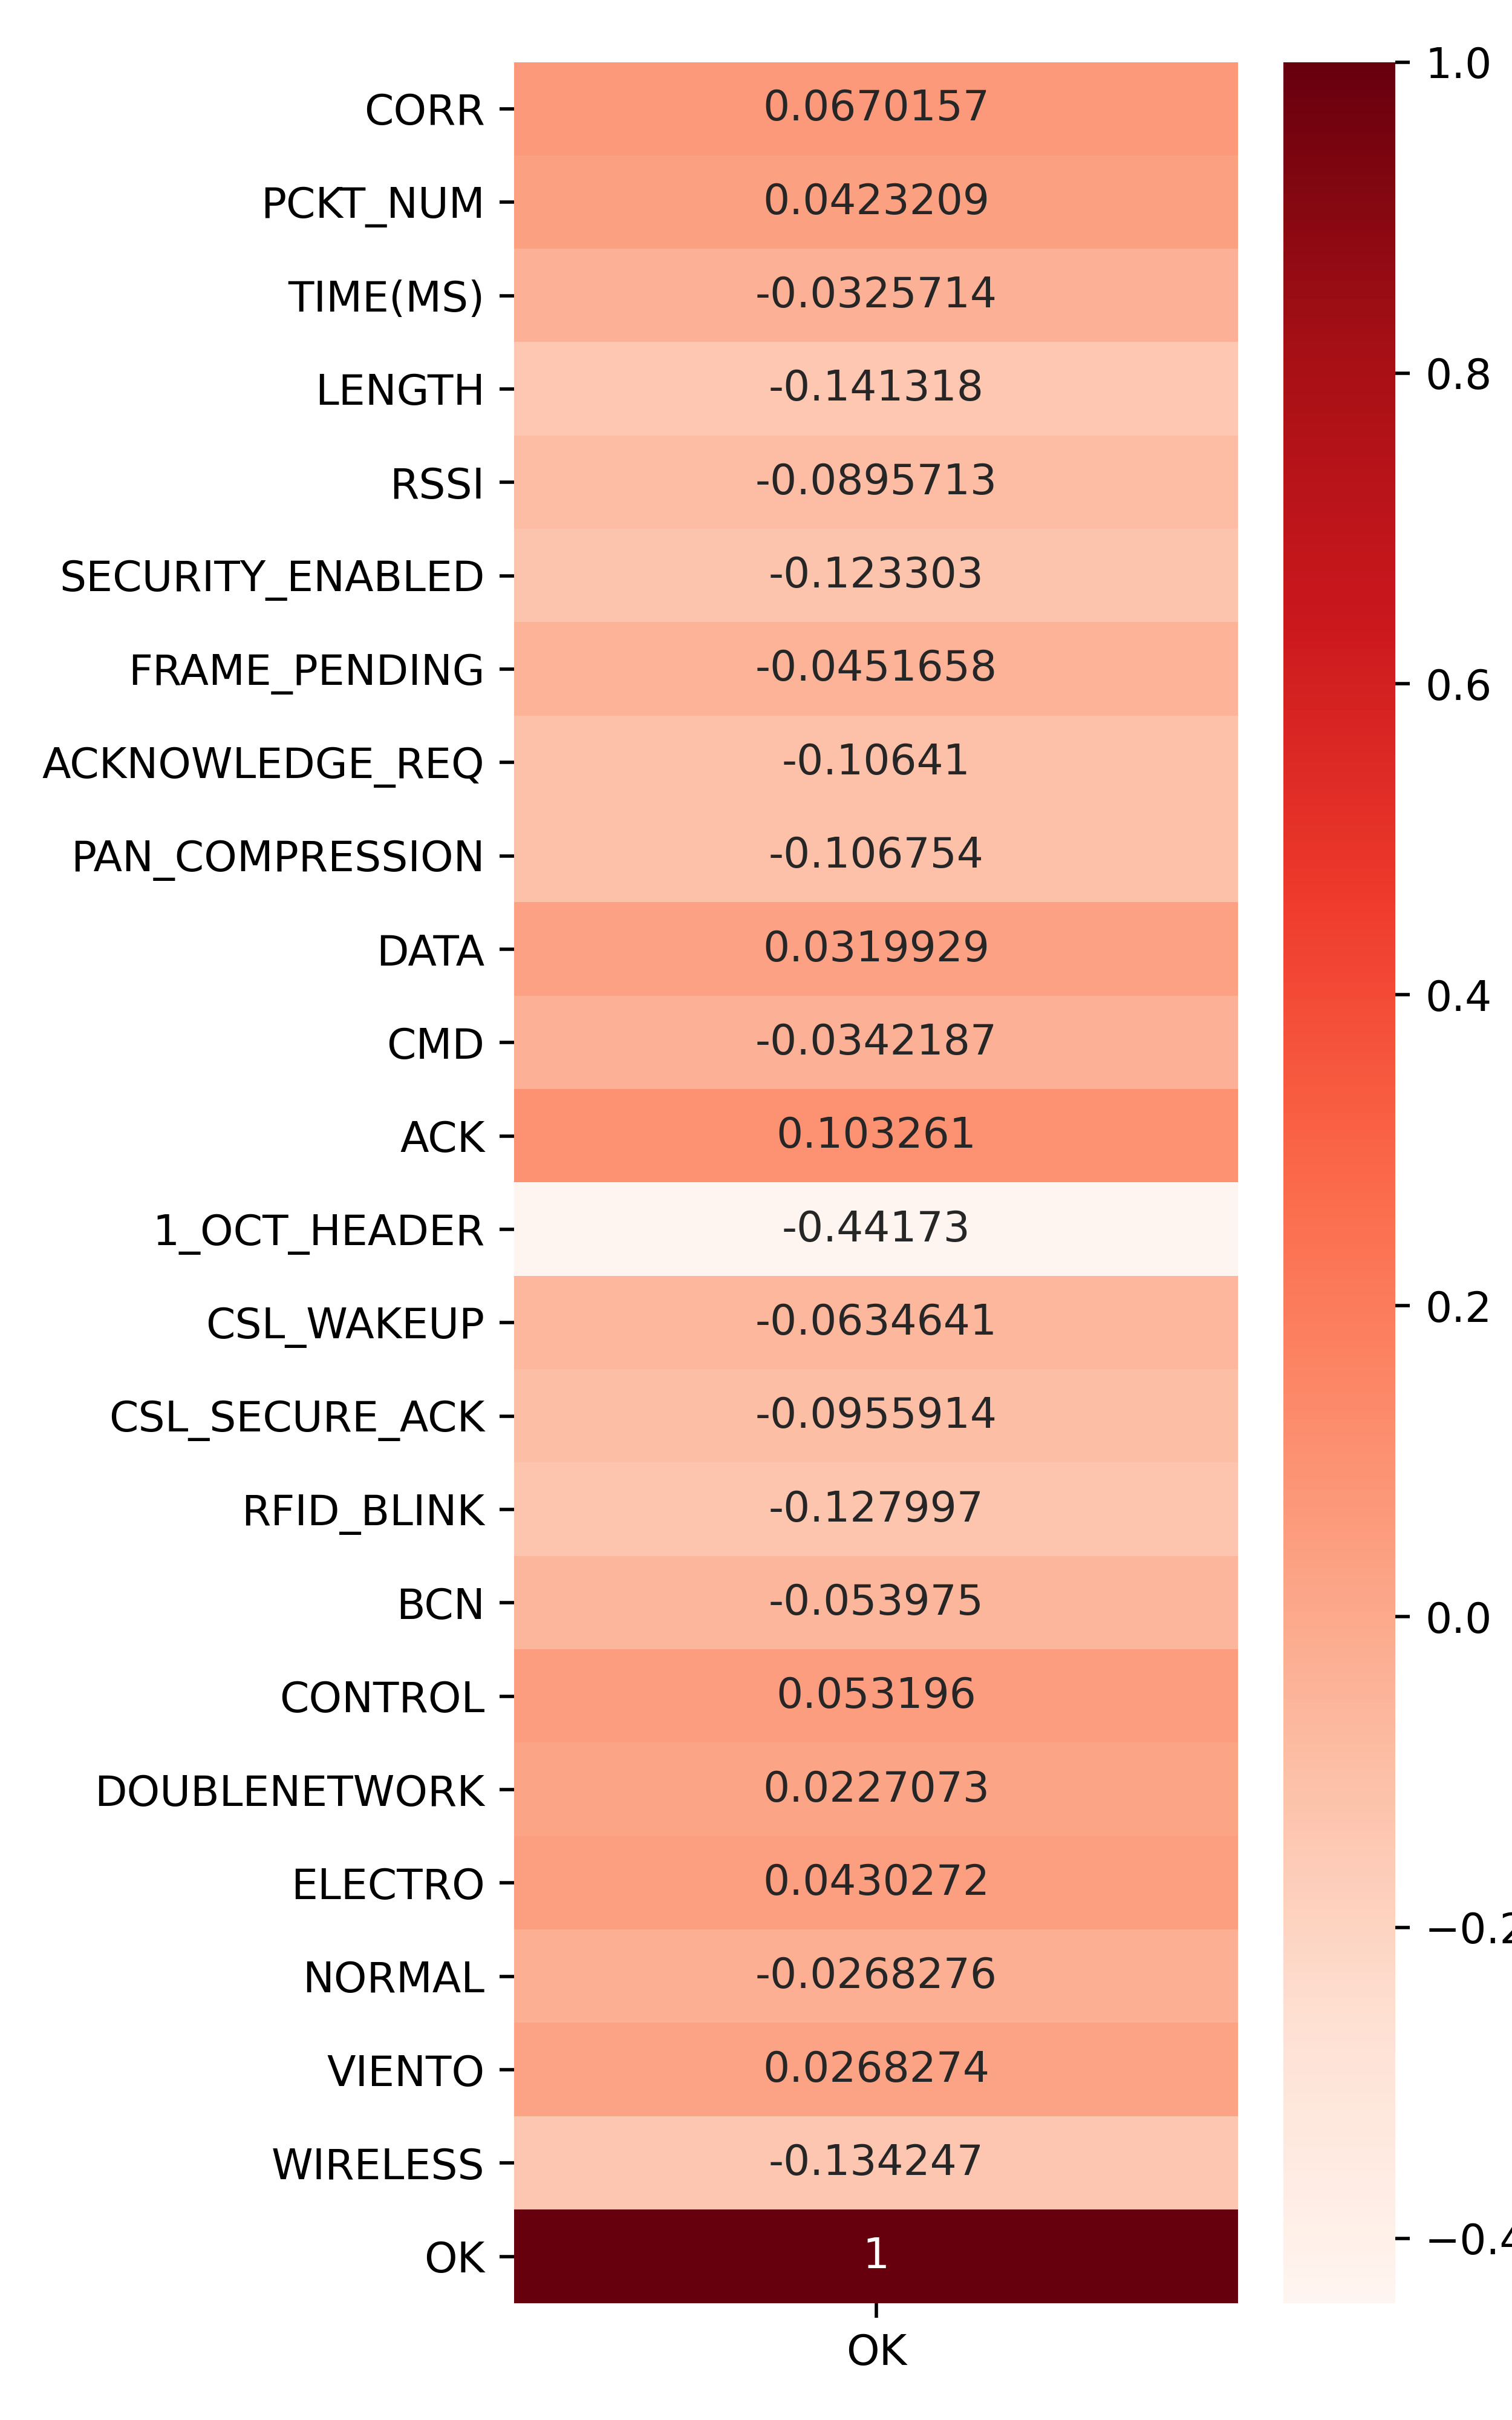 CORR 0.0670157
PCKT_NUM 0.0423209
TIME(MS) -0.0325714
LENGTH -0.141318
RSSI -0.0895713
SECURITY_ENABLED -0.123303
FRAME_PENDING -0.0451658
ACKNOWLEDGE_REQ -0.10641
PAN_COMPRESSION -0.106754
DATA 0.0319929
CMD -0.0342187
ACK 0.103261
1_OCT_HEADER -0.44173
CSL_WAKEUP -0.0634641
CSL_SECURE_ACK -0.0955914
RFID_BLINK -0.127997
BCN -0.053975
CONTROL 0.053196
DOUBLENETWORK 0.0227073
ELECTRO 0.0430272
NORMAL -0.0268276
VIENTO 0.0268274
WIRELESS -0.134247
OK 1
OK
1.0
0.8
0.6
0.4
0.2
0.0
−0.2
−0.4